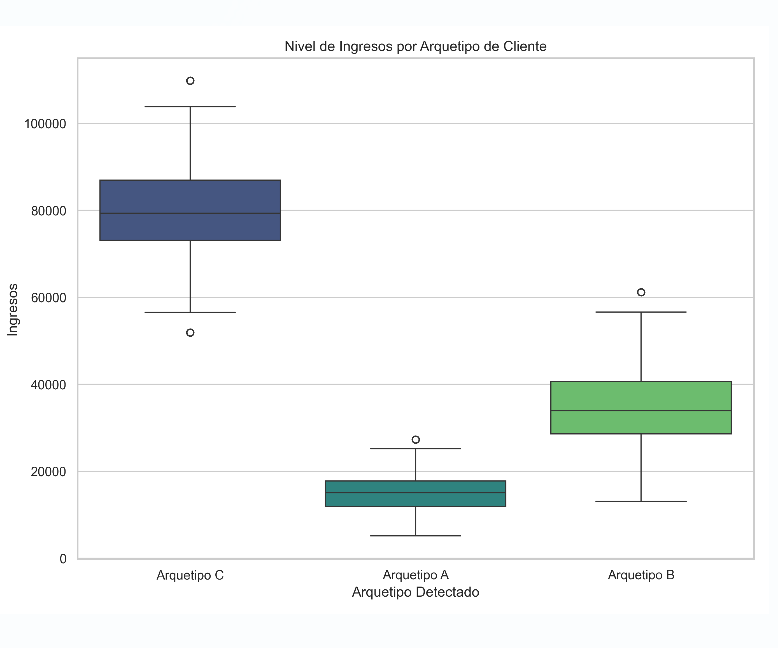 Nivel de Ingresos por Arquetipo de Cliente
100000
80000
60000
40000
20000
0
Ingresos
Arquetipo C
Arquetipo A
Arquetipo B
Arquetipo Detectado